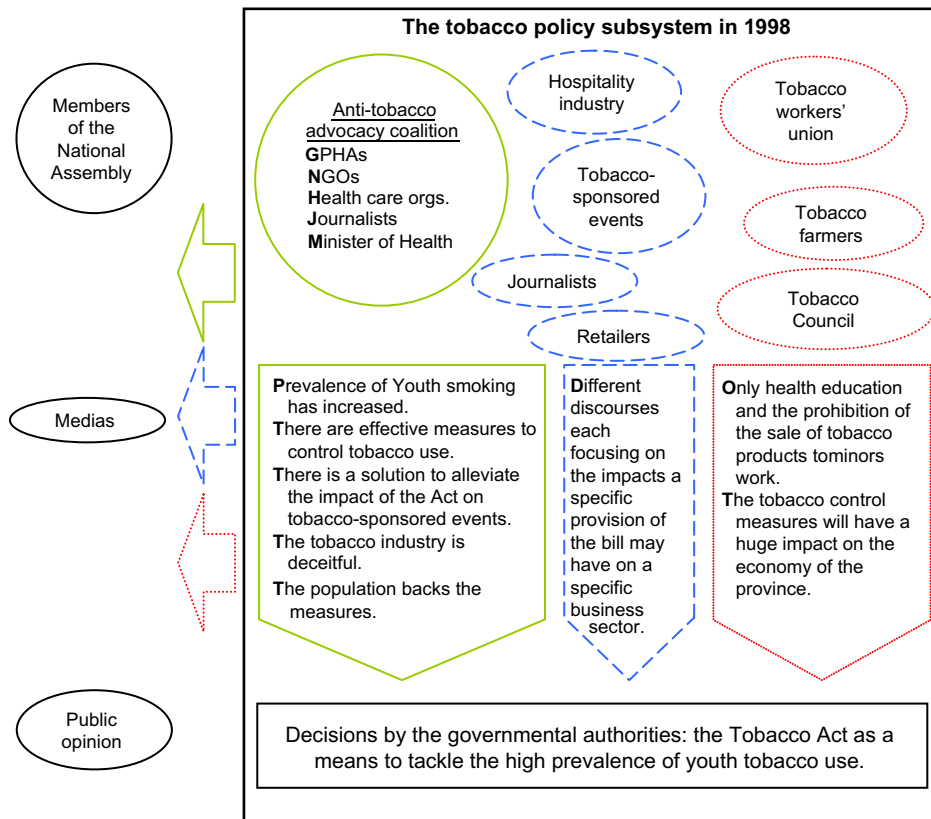 The tobacco policy subsystem in 1998
Members
of the
National
Assembly
Medias
Public
opinion
Anti-tobacco
advocacy coalition
GPHAs
NGOs
Health care orgs.
Journalists
Minister of Health
Hospitality
industry
Tobacco-
sponsored
events
Journalists
Retailers
Tobacco
workers'
union
Tobacco
farmers
Tobacco
Council
Prevalence of Youth smoking
has increased.
There are effective measures to
control tobacco use.
There is a solution to alleviate
the impact of the Act on
tobacco-sponsored events.
The tobacco industry is
deceitful.
The population backs the
measures.
Different
discourses
each
focusing on
the impacts a
specific
provision of
the bill may
have on a
specific
business
sector.
Only health education
and the prohibition of
the sale of tobacco
products tominors
work.
The tobacco control
measures will have a
huge impact on the
economy of the
province.
Decisions by the governmental authorities: the Tobacco Act as a
means to tackle the high prevalence of youth tobacco use.